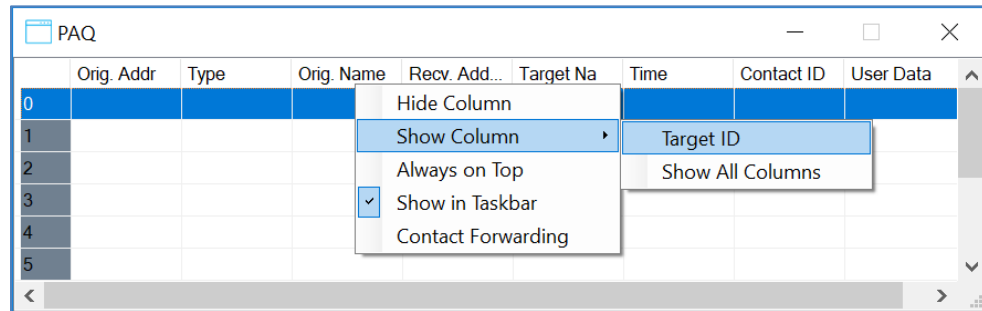 PAQ
Orig. Addr Type Orig. Name Recv. Add... Target Na Time Contact ID User Data
0
Hide Column
1 Show Column Target ID
2 Always on Top Show All Columns
3 Show in Taskbar
4 Contact Forwarding
5